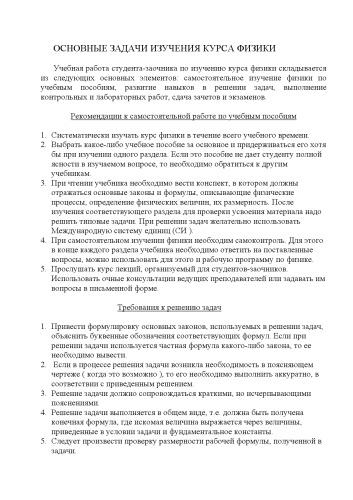 ОСНОВНЫЕ ЗАДАЧИ ИЗУЧЕНИЯ КУРСА ФИЗИКИ
Учебная работа студента-заочника по изучению курса физики складывается
из следующих основных элементов: самостоятельное изучение физики по
учебным пособиям, развитие навыков в решении задач, выполнение
контрольных и лабораторных работ, сдача зачетов и экзаменов.
Рекомендации к самостоятельной работе по учебным пособиям
1. Систематически изучать курс физики в течение всего учебного времени.
2. Выбрать какое-либо учебное пособие за основное и придерживаться его хотя
бы при изучении одного раздела. Если это пособие не дает студенту полной
ясности в изучаемом вопросе, то необходимо обратиться к другим
учебникам.
3. При чтении учебника необходимо вести конспект, в котором должны
отражаться основные законы и формулы, описывающие физические
процессы, определение физических величин, их размерность. После
изучения соответствующего раздела для проверки усвоения материала надо
решить типовые задачи. При решении задач желательно использовать
Международную систему единиц (СИ ).
4. При самостоятельном изучении физики необходим самоконтроль. Для этого
в конце каждого раздела учебника необходимо ответить на поставленные
вопросы, можно использовать для этого и рабочую программу по физике.
5. Прослушать курс лекций, организуемый для студентов-заочников.
Использовать очные консультации ведущих преподавателей или задавать им
вопросы в письменной форме.
Требования к решению задач
1. Привести формулировку основных законов, используемых в решении задач,
объяснить буквенные обозначения соответствующих формул. Если при
решении задачи используется частная формула какого-либо закона, то ее
необходимо вывести.
2. Если в процессе решения задачи возникла необходимость в поясняющем
чертеже ( когда это возможно ), то его необходимо выполнить аккуратно, в
соответствии с приведенным решением.
3. Решение задачи должно сопровождаться краткими, но исчерпывающими
пояснениями.
4. Решение задачи выполняется в общем виде, т.е. должна быть получена
конечная формула, где искомая величина выражается через величины,
приведенные в условии задачи и фундаментальное константы.
5. Следует произвести проверку размерности рабочей формулы, полученной в
задачи.